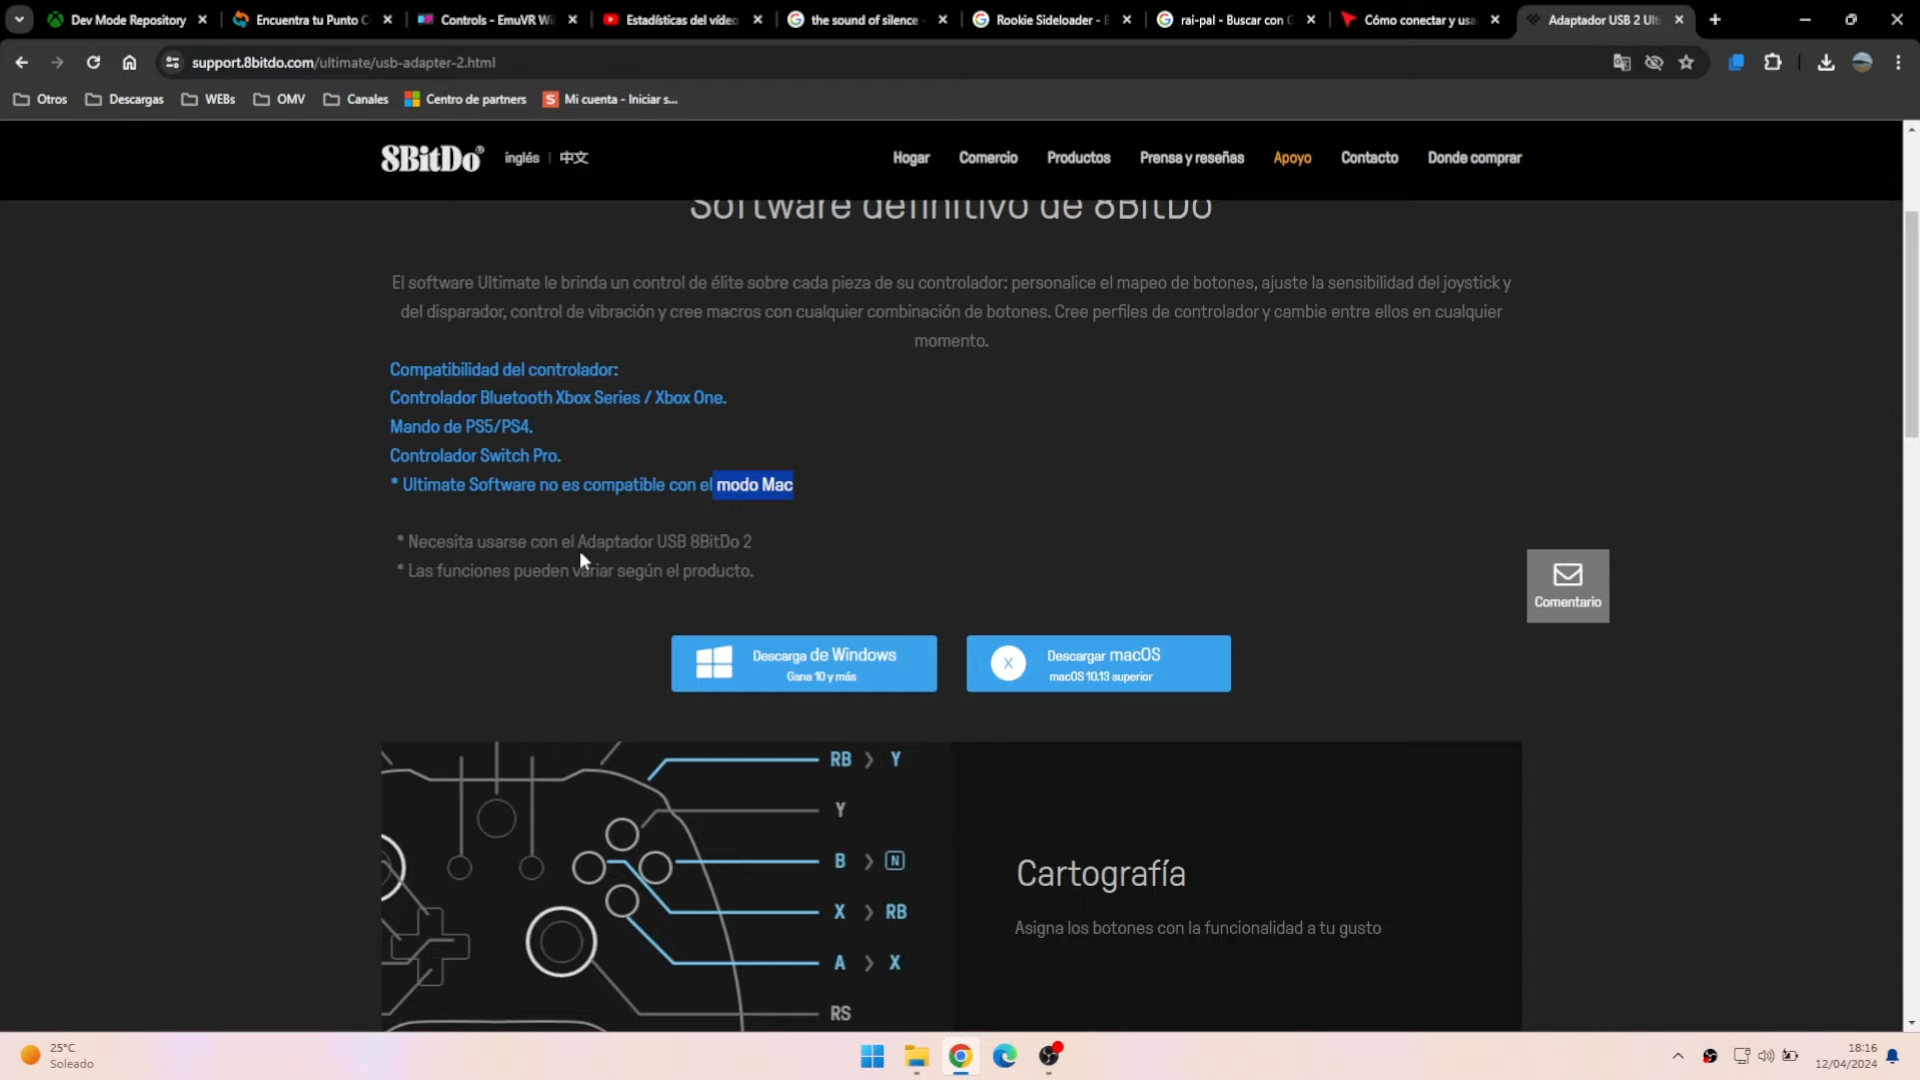 Dev Mode Repository
Encuentra tu Punto C
Controls - EmuVR Wi
Estadísticas del vídeo
the sound of silence -
Rookie Sideloader - B
rai-pal - Buscar con G
Cómo conectar y usa
Adaptador USB 2 Ulti
support.8bitdo.com/ultimate/usb-adapter-2.html
Otros
Descargas
WEBs
OMV
Canales
Centro de partners
S Mi cuenta - Iniciar s...
8BitDo®
inglés | 中文
Hogar
Comercio
Productos
Prensa y reseñas
Apoyo
Contacto
Donde comprar
Software definitivo de 8BitDo
El software Ultimate le brinda un control de élite sobre cada pieza de su controlador: personalice el mapeo de botones, ajuste la sensibilidad del joystick y
del disparador, control de vibración y cree macros con cualquier combinación de botones. Cree perfiles de controlador y cambie entre ellos en cualquier
momento.
Compatibilidad del controlador:
Controlador Bluetooth Xbox Series / Xbox One.
Mando de PS5/PS4.
Controlador Switch Pro.
* Ultimate Software no es compatible con el modo Mac
* Necesita usarse con el Adaptador USB 8BitDo 2
* Las funciones pueden variar según el producto.
Comentario
Descarga de Windows
Gana 10 y más
X
Descargar macOS
macOS 10.13 superior
RB > Y
Y
B > N
X > RB
A > X
RS
Cartografía
Asigna los botones con la funcionalidad a tu gusto
25°C
Soleado
18:16
12/04/2024